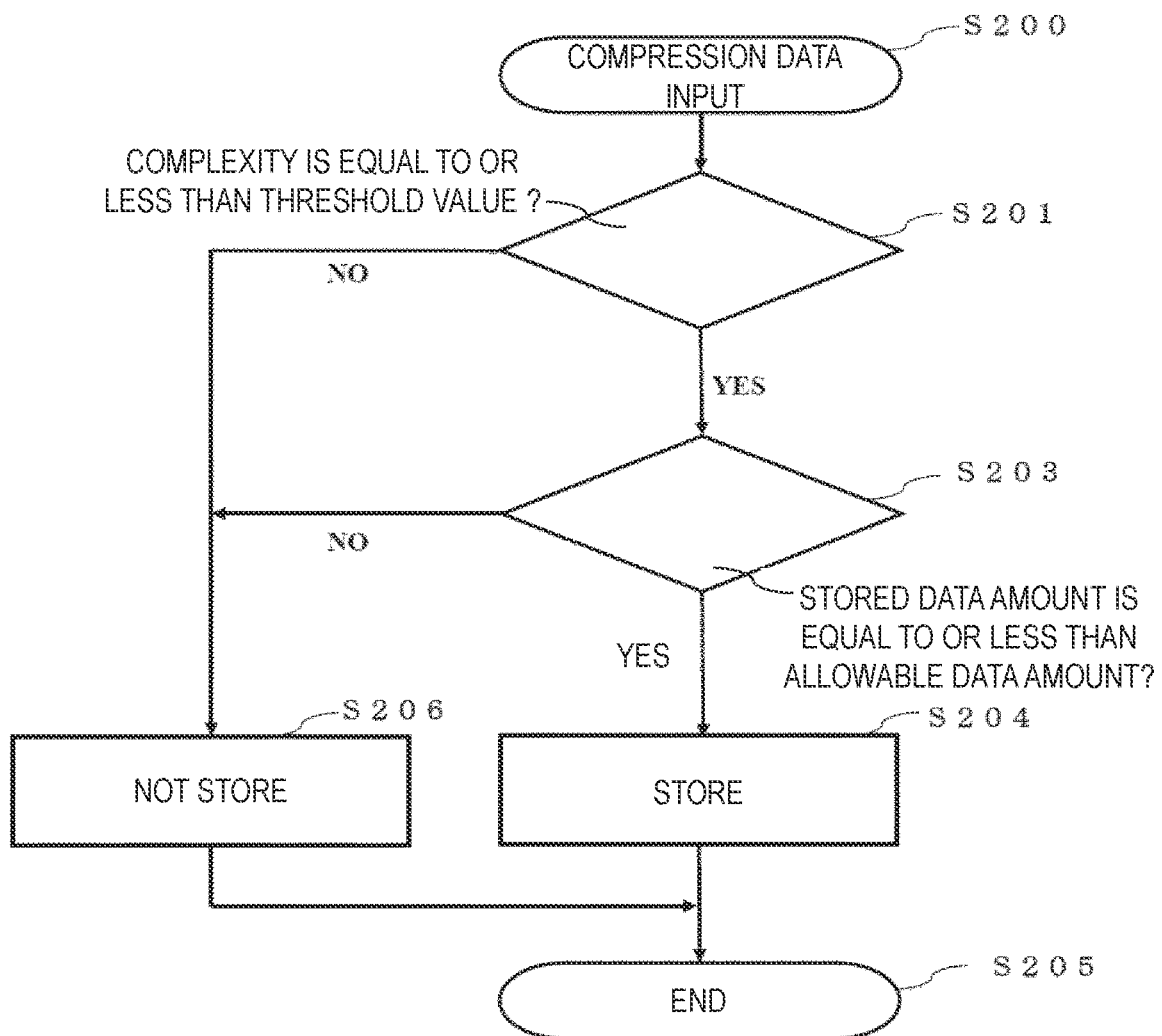 S200
COMPRESSION DATA
INPUT
COMPLEXITY IS EQUAL TO OR
LESS THAN THRESHOLD VALUE ?
S201
NO
YES
S203
NO
STORED DATA AMOUNT IS
EQUAL TO OR LESS THAN
ALLOWABLE DATA AMOUNT?
YES
S206
S204
NOT STORE
STORE
S205
END